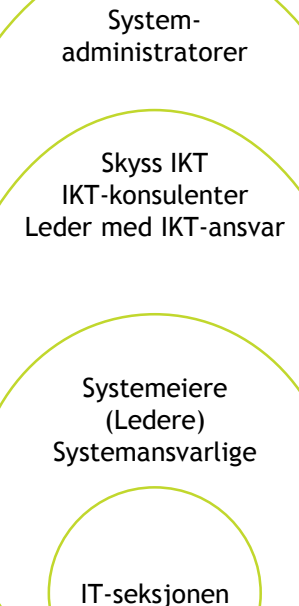 System-
administratorer
Skyss IKT
IKT-konsulenter
Leder med IKT-ansvar
Systemeiere
(Ledere)
Systemansvarlige
IT-seksjonen